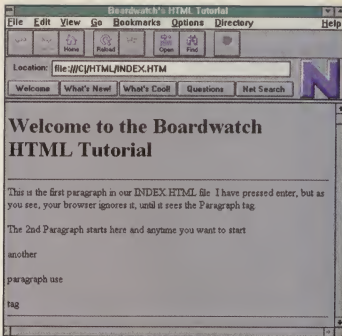 Boardwatch's HTML Tutorial
File Edit View Go Bookmarks Options Directory Help
Home Reload Open Find
Location: file:///C|/HTML/INDEX.HTM
Welcome What's New! What's Cool! Questions Net Search
N
Welcome to the Boardwatch
HTML Tutorial
This is the first paragraph in our INDEX HTML file I have pressed enter, but as
you see, your browser ignores it, until it sees the Paragraph tag.
The 2nd Paragraph starts here and anytime you want to start
another
paragraph use
tag